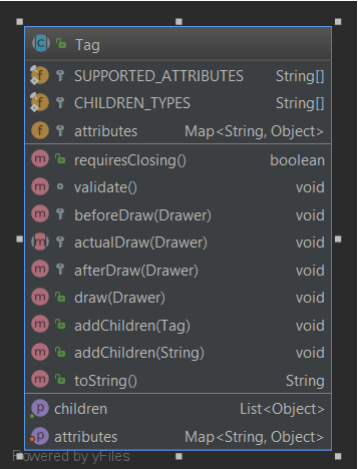 Tag
SUPPORTED_ATTRIBUTES String[]
CHILDREN_TYPES String[]
attributes Map<String, Object>
requiresClosing() boolean
validate() void
beforeDraw(Drawer) void
actualDraw(Drawer) void
afterDraw(Drawer) void
draw(Drawer) void
addChildren(Tag) void
addChildren(String) void
toString() String
children List<Object>
attributes Map<String, Object>
Powered by yFiles